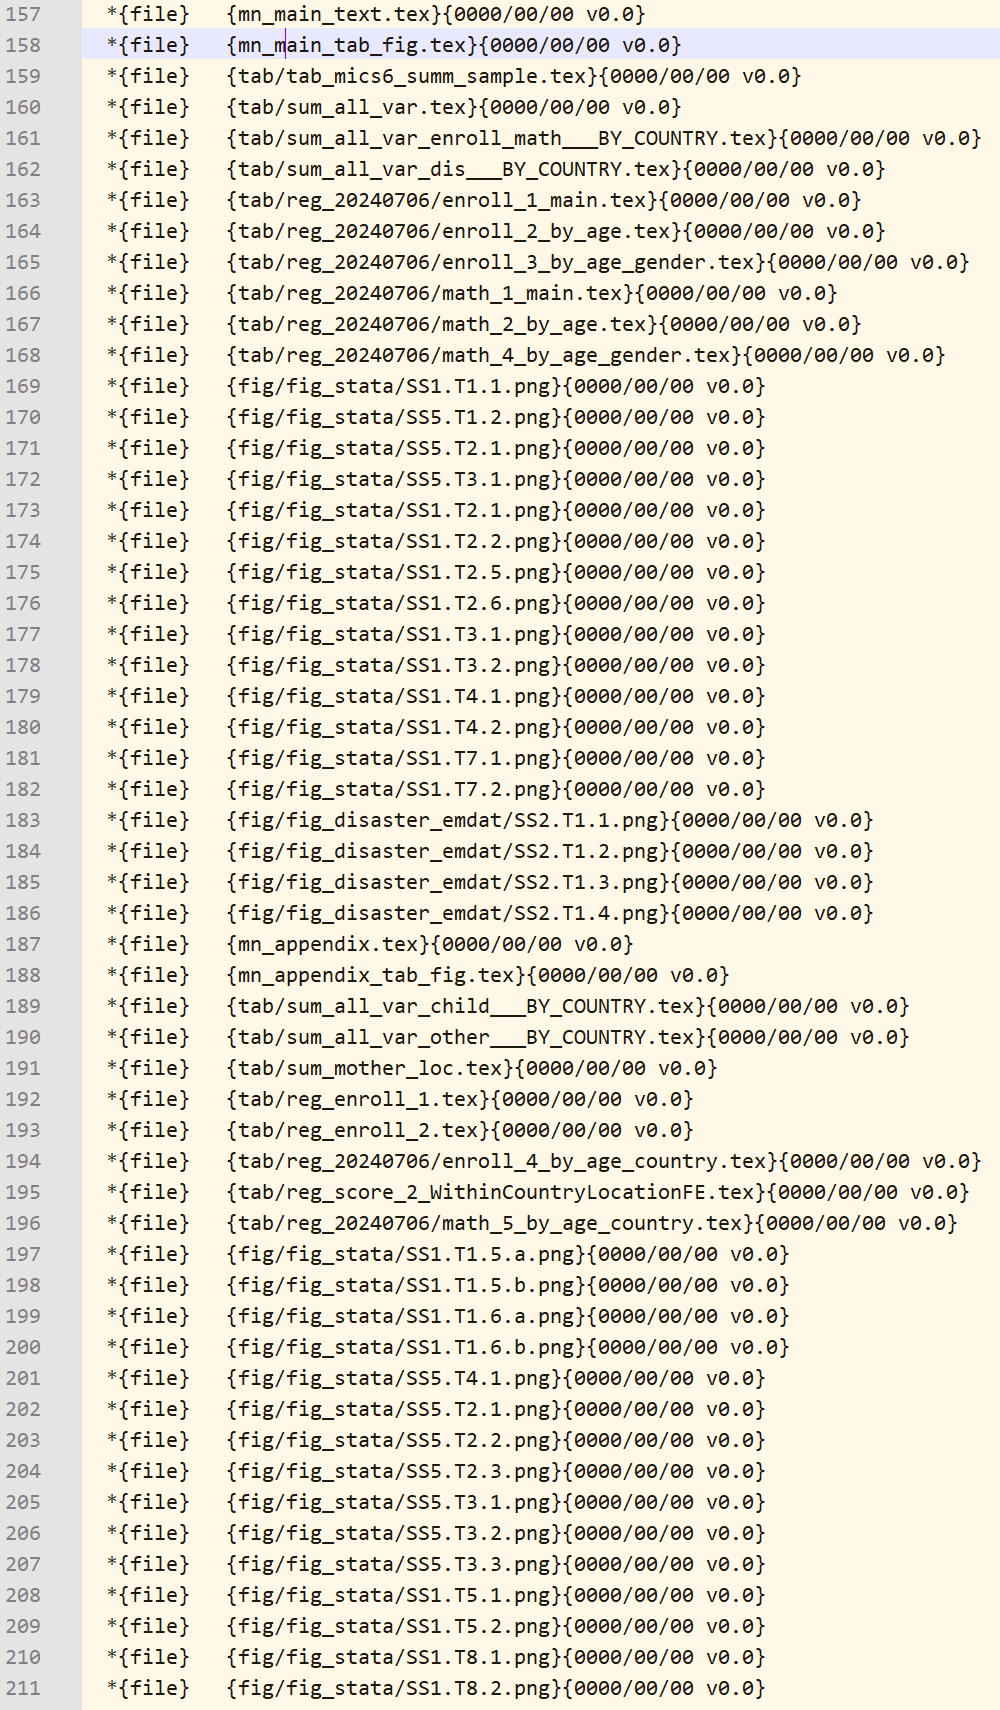 157 *{file} {mn_main_text.tex}{0000/00/00 v0.0}
158 *{file} {mn_main_tab_fig.tex}{0000/00/00 v0.0}
159 *{file} {tab/tab_mics6_summ_sample.tex}{0000/00/00 v0.0}
160 *{file} {tab/sum_all_var.tex}{0000/00/00 v0.0}
161 *{file} {tab/sum_all_var_enroll_math___BY_COUNTRY.tex}{0000/00/00 v0.0}
162 *{file} {tab/sum_all_var_dis___BY_COUNTRY.tex}{0000/00/00 v0.0}
163 *{file} {tab/reg_20240706/enroll_1_main.tex}{0000/00/00 v0.0}
164 *{file} {tab/reg_20240706/enroll_2_by_age.tex}{0000/00/00 v0.0}
165 *{file} {tab/reg_20240706/enroll_3_by_age_gender.tex}{0000/00/00 v0.0}
166 *{file} {tab/reg_20240706/math_1_main.tex}{0000/00/00 v0.0}
167 *{file} {tab/reg_20240706/math_2_by_age.tex}{0000/00/00 v0.0}
168 *{file} {tab/reg_20240706/math_4_by_age_gender.tex}{0000/00/00 v0.0}
169 *{file} {fig/fig_stata/SS1.T1.1.png}{0000/00/00 v0.0}
170 *{file} {fig/fig_stata/SS5.T1.2.png}{0000/00/00 v0.0}
171 *{file} {fig/fig_stata/SS5.T2.1.png}{0000/00/00 v0.0}
172 *{file} {fig/fig_stata/SS5.T3.1.png}{0000/00/00 v0.0}
173 *{file} {fig/fig_stata/SS1.T2.1.png}{0000/00/00 v0.0}
174 *{file} {fig/fig_stata/SS1.T2.2.png}{0000/00/00 v0.0}
175 *{file} {fig/fig_stata/SS1.T2.5.png}{0000/00/00 v0.0}
176 *{file} {fig/fig_stata/SS1.T2.6.png}{0000/00/00 v0.0}
177 *{file} {fig/fig_stata/SS1.T3.1.png}{0000/00/00 v0.0}
178 *{file} {fig/fig_stata/SS1.T3.2.png}{0000/00/00 v0.0}
179 *{file} {fig/fig_stata/SS1.T4.1.png}{0000/00/00 v0.0}
180 *{file} {fig/fig_stata/SS1.T4.2.png}{0000/00/00 v0.0}
181 *{file} {fig/fig_stata/SS1.T7.1.png}{0000/00/00 v0.0}
182 *{file} {fig/fig_stata/SS1.T7.2.png}{0000/00/00 v0.0}
183 *{file} {fig/fig_disaster_emdat/SS2.T1.1.png}{0000/00/00 v0.0}
184 *{file} {fig/fig_disaster_emdat/SS2.T1.2.png}{0000/00/00 v0.0}
185 *{file} {fig/fig_disaster_emdat/SS2.T1.3.png}{0000/00/00 v0.0}
186 *{file} {fig/fig_disaster_emdat/SS2.T1.4.png}{0000/00/00 v0.0}
187 *{file} {mn_appendix.tex}{0000/00/00 v0.0}
188 *{file} {mn_appendix_tab_fig.tex}{0000/00/00 v0.0}
189 *{file} {tab/sum_all_var_child___BY_COUNTRY.tex}{0000/00/00 v0.0}
190 *{file} {tab/sum_all_var_other___BY_COUNTRY.tex}{0000/00/00 v0.0}
191 *{file} {tab/sum_mother_loc.tex}{0000/00/00 v0.0}
192 *{file} {tab/reg_enroll_1.tex}{0000/00/00 v0.0}
193 *{file} {tab/reg_enroll_2.tex}{0000/00/00 v0.0}
194 *{file} {tab/reg_20240706/enroll_4_by_age_country.tex}{0000/00/00 v0.0}
195 *{file} {tab/reg_score_2_WithinCountryLocationFE.tex}{0000/00/00 v0.0}
196 *{file} {tab/reg_20240706/math_5_by_age_country.tex}{0000/00/00 v0.0}
197 *{file} {fig/fig_stata/SS1.T1.5.a.png}{0000/00/00 v0.0}
198 *{file} {fig/fig_stata/SS1.T1.5.b.png}{0000/00/00 v0.0}
199 *{file} {fig/fig_stata/SS1.T1.6.a.png}{0000/00/00 v0.0}
200 *{file} {fig/fig_stata/SS1.T1.6.b.png}{0000/00/00 v0.0}
201 *{file} {fig/fig_stata/SS5.T4.1.png}{0000/00/00 v0.0}
202 *{file} {fig/fig_stata/SS5.T2.1.png}{0000/00/00 v0.0}
203 *{file} {fig/fig_stata/SS5.T2.2.png}{0000/00/00 v0.0}
204 *{file} {fig/fig_stata/SS5.T2.3.png}{0000/00/00 v0.0}
205 *{file} {fig/fig_stata/SS5.T3.1.png}{0000/00/00 v0.0}
206 *{file} {fig/fig_stata/SS5.T3.2.png}{0000/00/00 v0.0}
207 *{file} {fig/fig_stata/SS5.T3.3.png}{0000/00/00 v0.0}
208 *{file} {fig/fig_stata/SS1.T5.1.png}{0000/00/00 v0.0}
209 *{file} {fig/fig_stata/SS1.T5.2.png}{0000/00/00 v0.0}
210 *{file} {fig/fig_stata/SS1.T8.1.png}{0000/00/00 v0.0}
211 *{file} {fig/fig_stata/SS1.T8.2.png}{0000/00/00 v0.0}